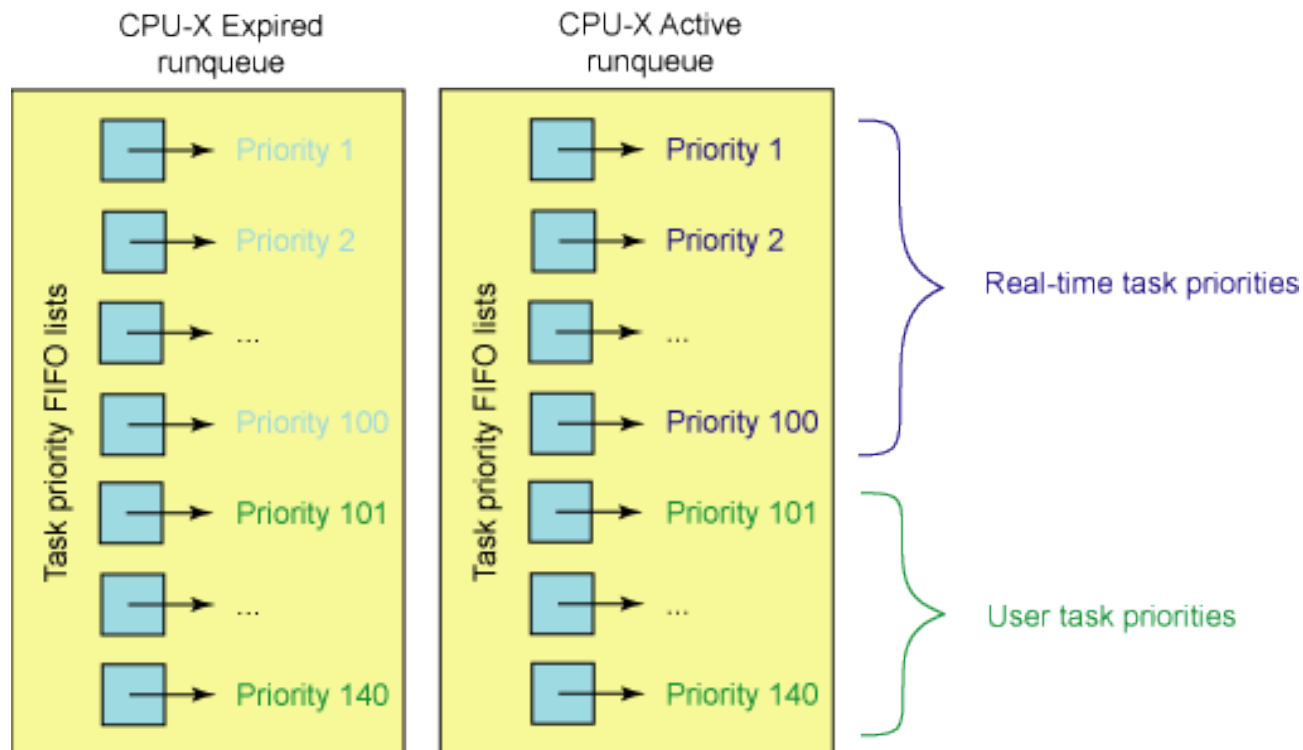 CPU-X Expired
runqueue
Task priority FIFO lists
Priority 1
Priority 2
...
Priority 100
Priority 101
...
Priority 140
CPU-X Active
runqueue
Task priority FIFO lists
Priority 1
Priority 2
...
Priority 100
Priority 101
...
Priority 140
Real-time task priorities
User task priorities